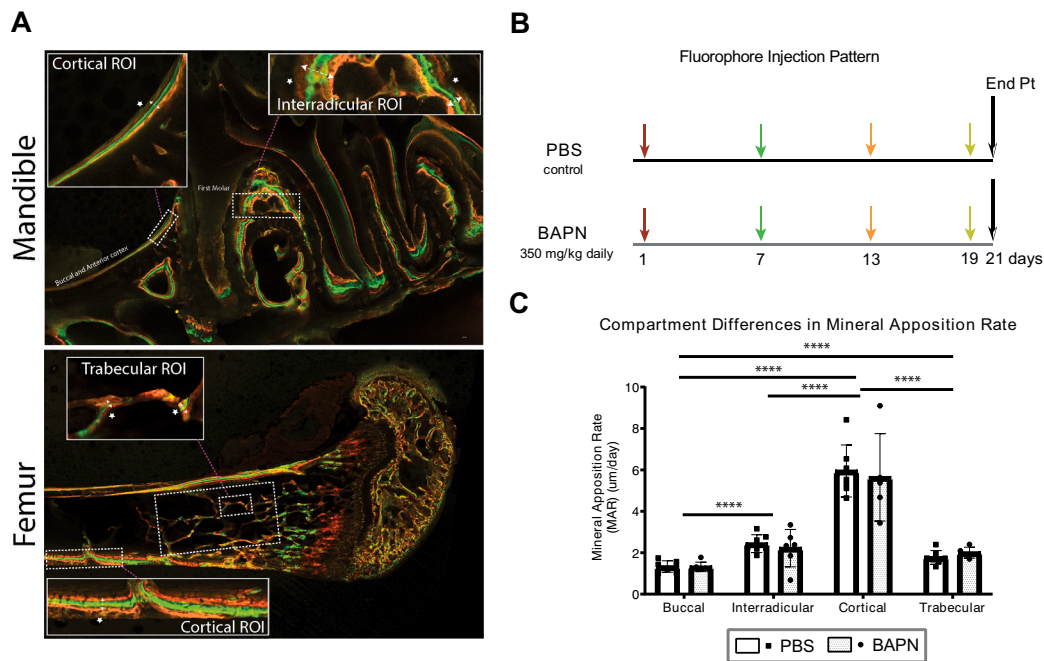 A
Mandible
Cortical ROI
Interradicular ROI
First Molar
Buccal and Anterior cortex
Femur
Trabecular ROI
Cortical ROI
B
Fluorophore Injection Pattern
End Pt
PBS
control
BAPN
350 mg/kg daily
1 7 13 19 21 days
C
Compartment Differences in Mineral Apposition Rate
****
****
****
****
****
Mineral Apposition Rate
(MAR) (um/day)
10
8
6
4
2
0
Buccal Interradicular Cortical Trabecular
PBS BAPN